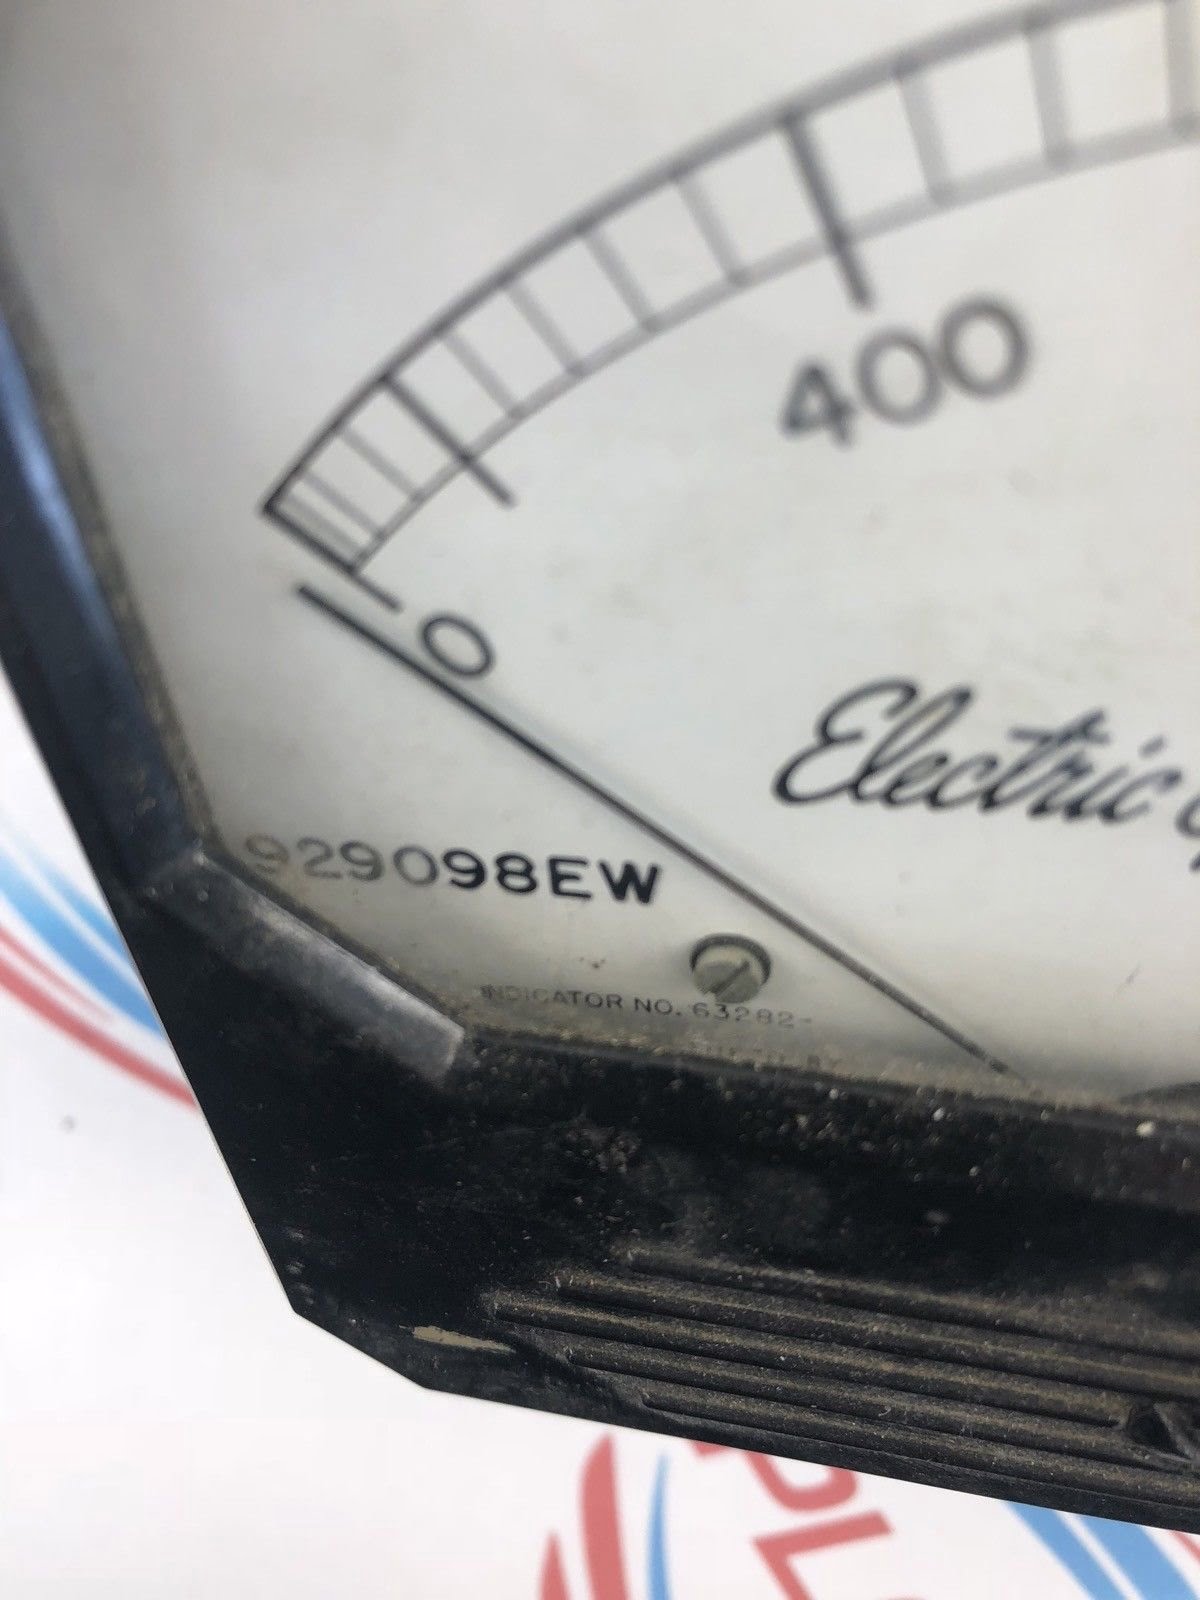 400
0
Electric
929098EW
INDICATOR NO. 63282-